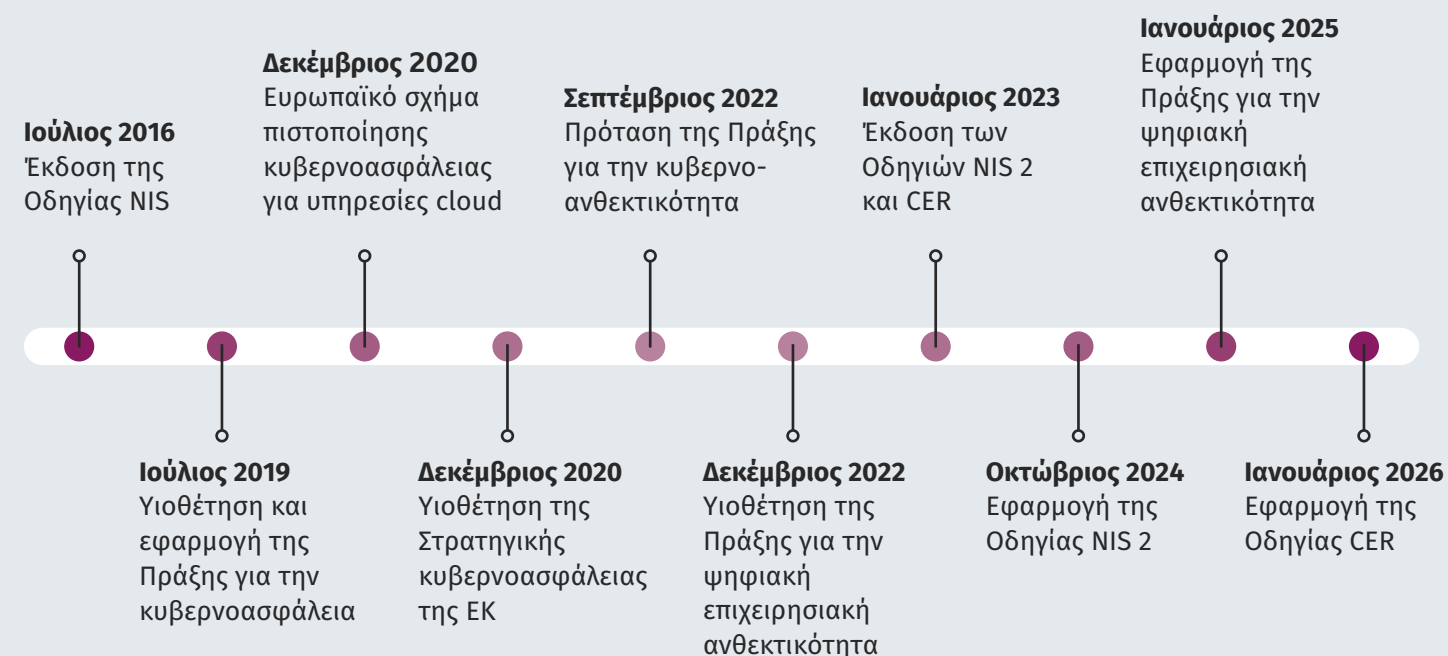 Ιούλιος 2016
Έκδοση της
Οδηγίας NIS
Ιούλιος 2019
Υιοθέτηση και
εφαρμογή της
Πράξης για την
κυβερνοασφάλεια
Δεκέμβριος 2020
Ευρωπαϊκό σχήμα
πιστοποίησης
κυβερνοασφάλειας
για υπηρεσίες cloud
Δεκέμβριος 2020
Υιοθέτηση της
Στρατηγικής
κυβερνοασφάλειας
της ΕΚ
Σεπτέμβριος 2022
Πρόταση της Πράξης
για την κυβερνο-
ανθεκτικότητα
Δεκέμβριος 2022
Υιοθέτηση της
Πράξης για την
ψηφιακή
επιχειρησιακή
ανθεκτικότητα
Ιανουάριος 2023
Έκδοση των
Οδηγιών NIS 2
και CER
Οκτώβριος 2024
Εφαρμογή της
Οδηγίας NIS 2
Ιανουάριος 2025
Εφαρμογή της
Πράξης για την
ψηφιακή
επιχειρησιακή
ανθεκτικότητα
Ιανουάριος 2026
Εφαρμογή της
Οδηγίας CER